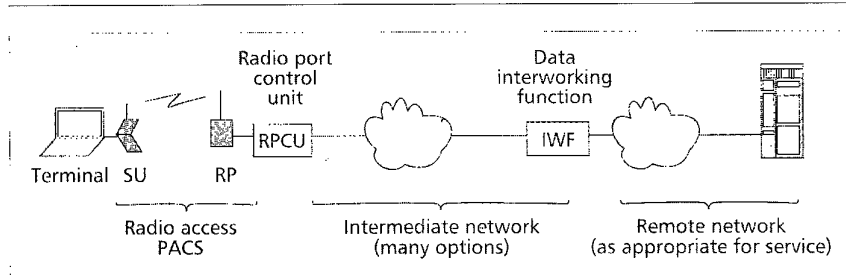 Radio port
control
unit
Data
interworking
function
RPCU
IWF
Terminal SU RP
Radio access
PACS
Intermediate network
(many options)
Remote network
(as appropriate for service)